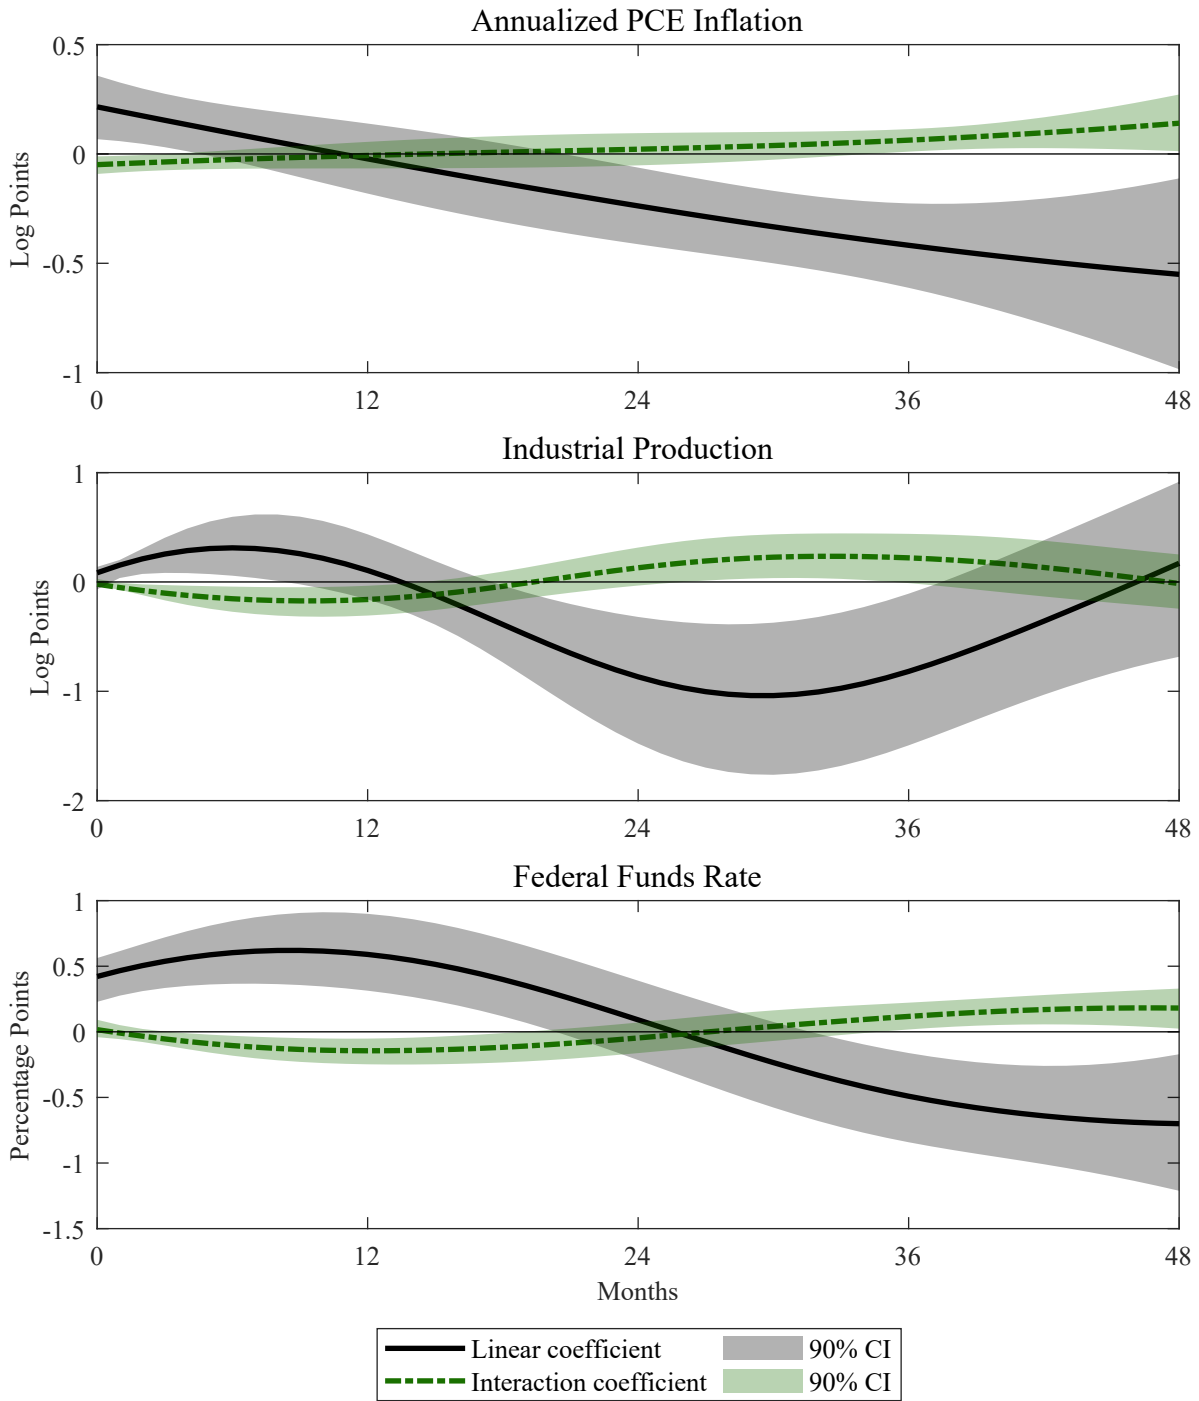 Annualized PCE Inflation
0.5
0
-0.5
-1
Log Points
0 12 24 36 48
Industrial Production
1
0
-1
-2
Log Points
0 12 24 36 48
Federal Funds Rate
1
0.5
0
-0.5
-1
-1.5
Percentage Points
0 12 24 36 48
Months
Linear coefficient 90% CI
Interaction coefficient 90% CI